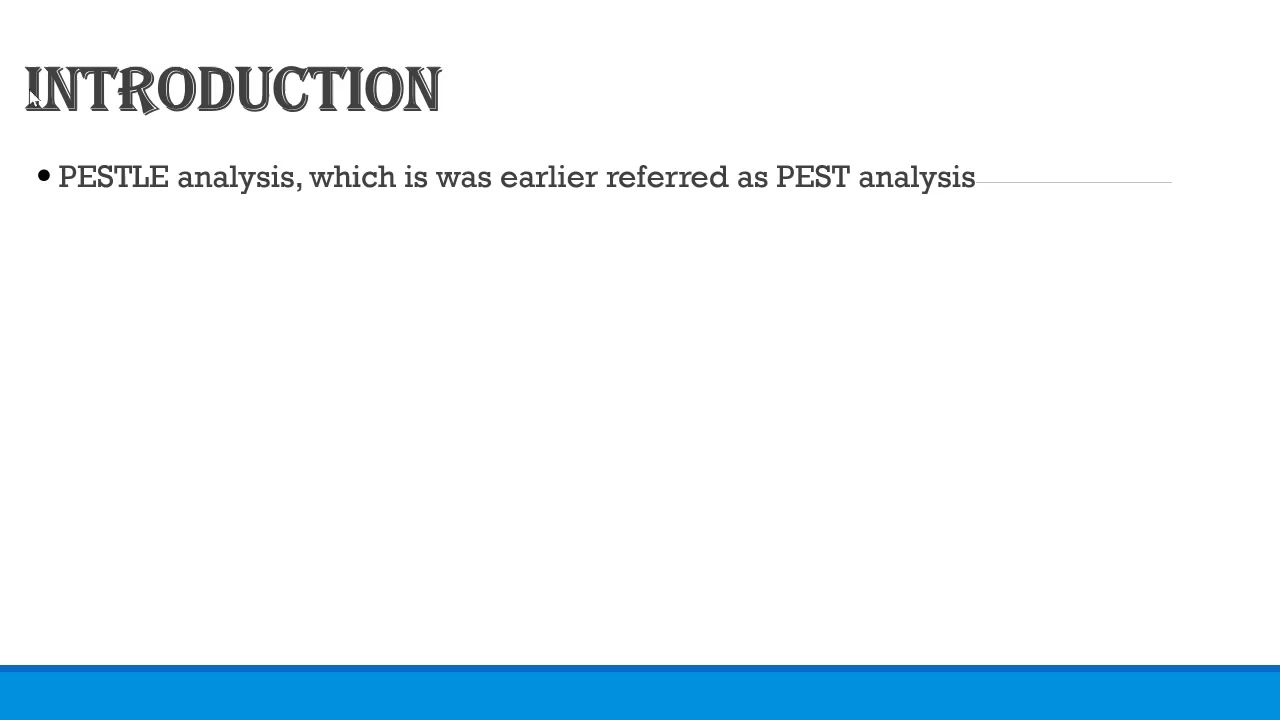 INTRODUCTION
• PESTLE analysis, which is was earlier referred as PEST analysis